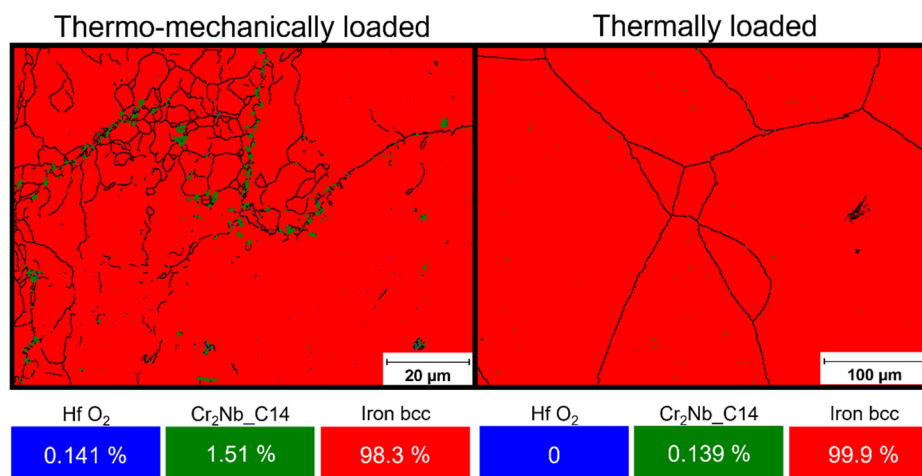 Thermo-mechanically loaded
Thermally loaded
20 µm
100 µm
Hf O₂
Cr₂Nb_C14
Iron bcc
Hf O₂
Cr₂Nb_C14
Iron bcc
0.141 %
1.51 %
98.3 %
0
0.139 %
99.9 %